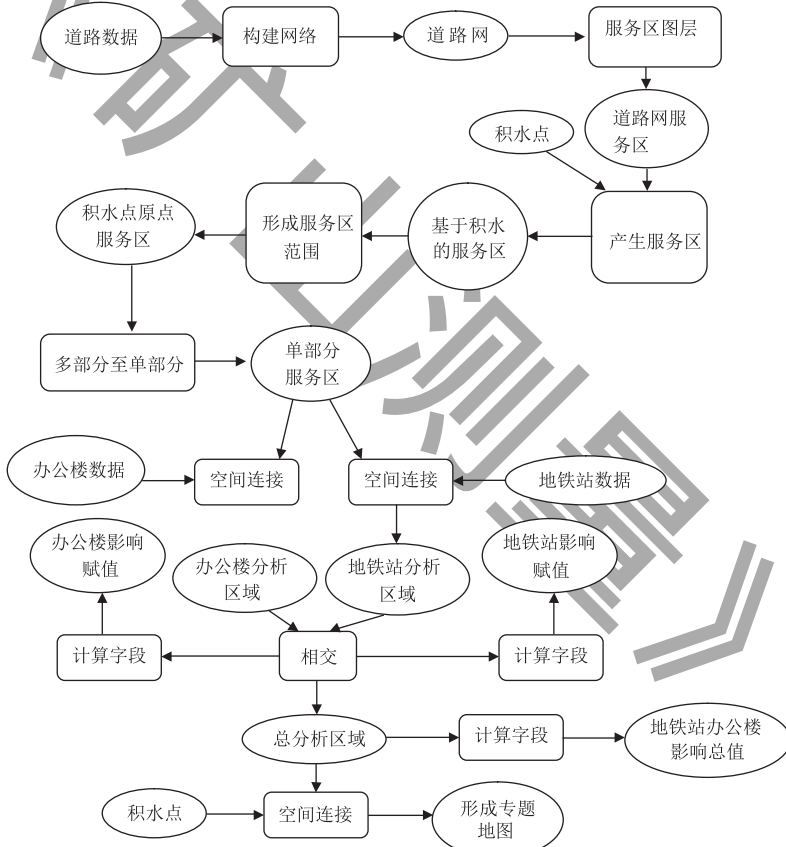 道路数据
构建网络
道路网
服务区图层
道路网服
务区
积水点
积水点原点
服务区
形成服务区
范围
基于积水
的服务区
产生服务区
多部分至单部分
单部分
服务区
办公楼数据
空间连接
空间连接
地铁站数据
办公楼影响
赋值
办公楼分析
区域
地铁站分析
区域
地铁站影响
赋值
计算字段
相交
计算字段
总分析区域
计算字段
地铁站办公楼
影响总值
积水点
空间连接
形成专题
地图
《矿山测量》